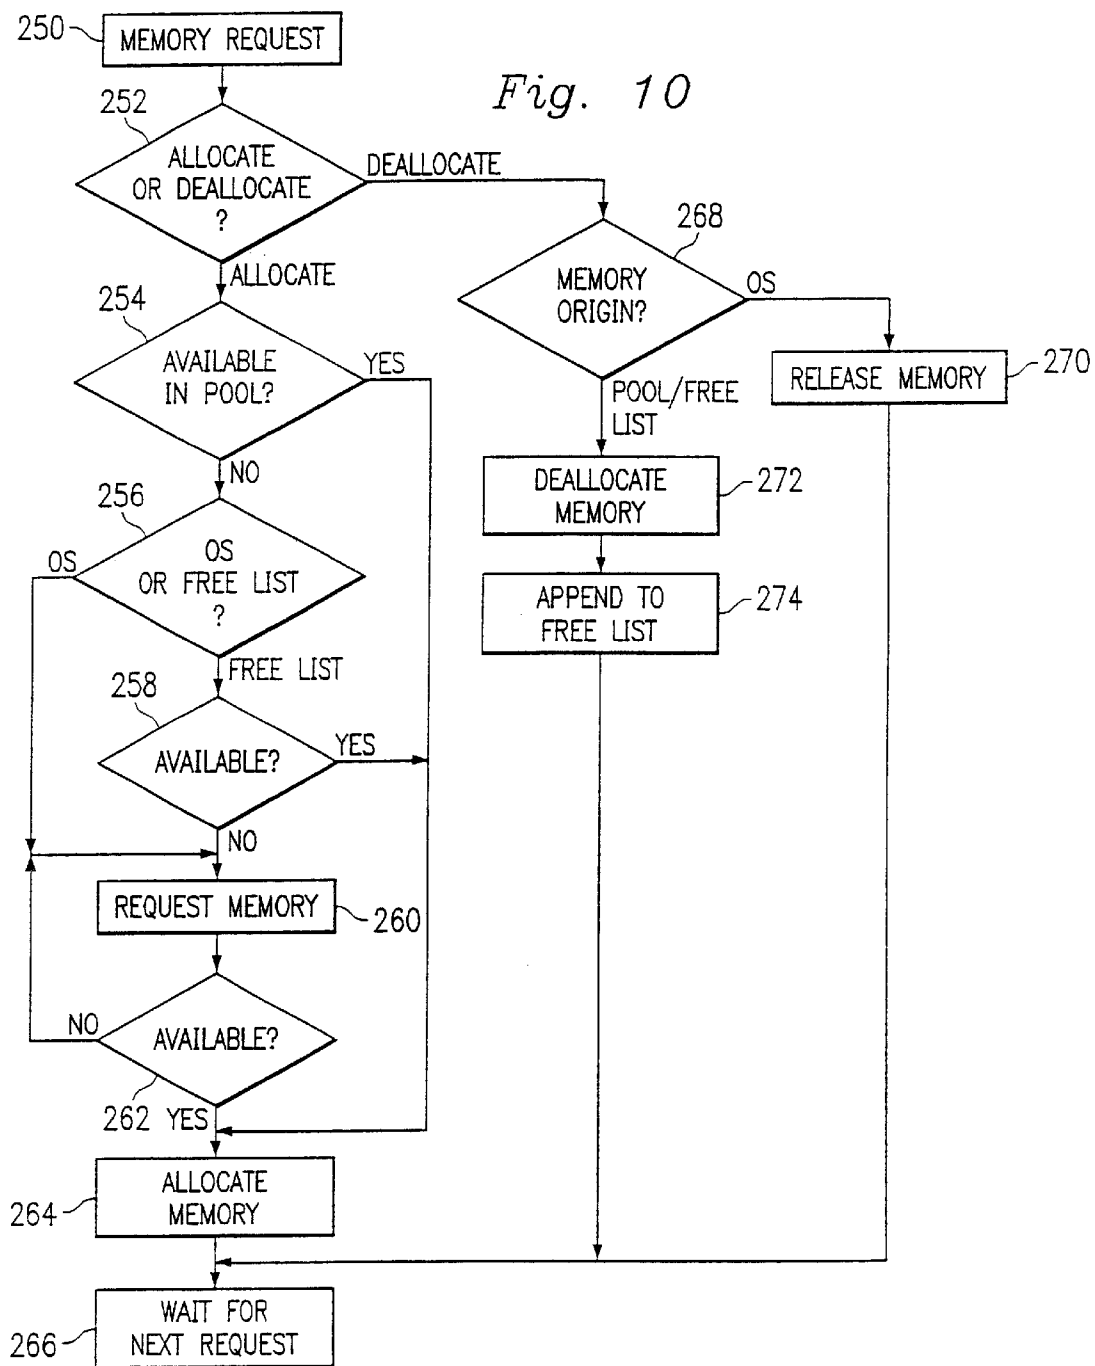 250
MEMORY REQUEST
Fig. 10
252
ALLOCATE
OR DEALLOCATE
?
DEALLOCATE
ALLOCATE
268
MEMORY
ORIGIN?
OS
254
AVAILABLE
IN POOL?
YES
RELEASE MEMORY
270
POOL/FREE
LIST
NO
DEALLOCATE
MEMORY
272
256
OS
OS
OR FREE LIST
?
APPEND TO
FREE LIST
274
FREE LIST
258
AVAILABLE?
YES
NO
REQUEST MEMORY
260
NO
AVAILABLE?
262
YES
264
ALLOCATE
MEMORY
266
WAIT FOR
NEXT REQUEST